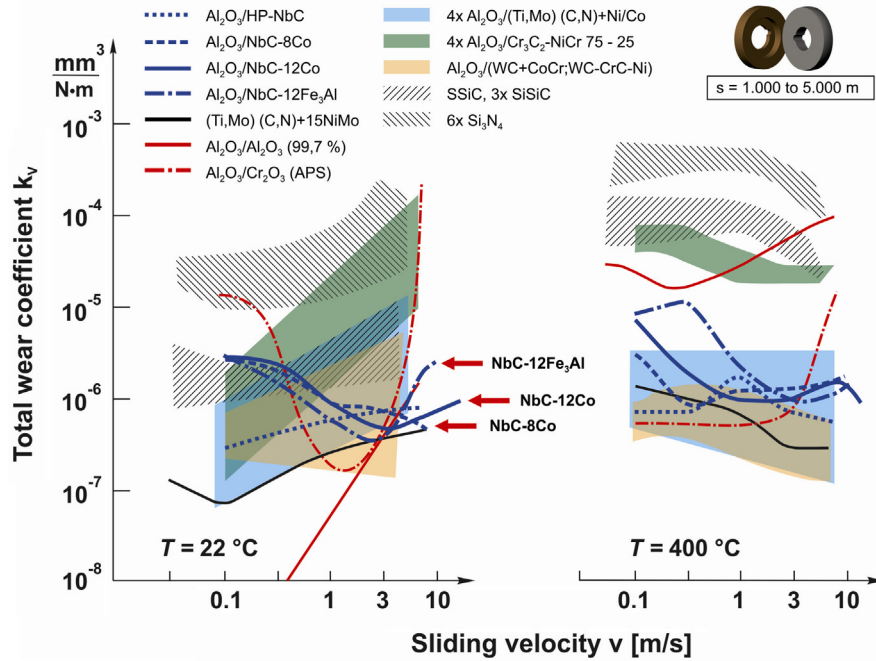 Al₂O₃/HP-NbC
Al₂O₃/NbC-8Co
Al₂O₃/NbC-12Co
Al₂O₃/NbC-12Fe₃Al
(Ti,Mo) (C,N)+15NiMo
Al₂O₃/Al₂O₃ (99,7 %)
Al₂O₃/Cr₂O₃ (APS)
4x Al₂O₃/(Ti,Mo) (C,N)+Ni/Co
4x Al₂O₃/Cr₃C₂-NiCr 75 - 25
Al₂O₃/(WC+CoCr;WC-CrC-Ni)
SSiC, 3x SiSiC
6x Si₃N₄
s = 1.000 to 5.000 m
mm³
N·m
10⁻³
10⁻⁴
10⁻⁵
10⁻⁶
10⁻⁷
10⁻⁸
Total wear coefficient kᵥ
NbC-12Fe₃Al
NbC-12Co
NbC-8Co
T = 22 °C
T = 400 °C
0.1 1 3 10
0.1 1 3 10
Sliding velocity v [m/s]